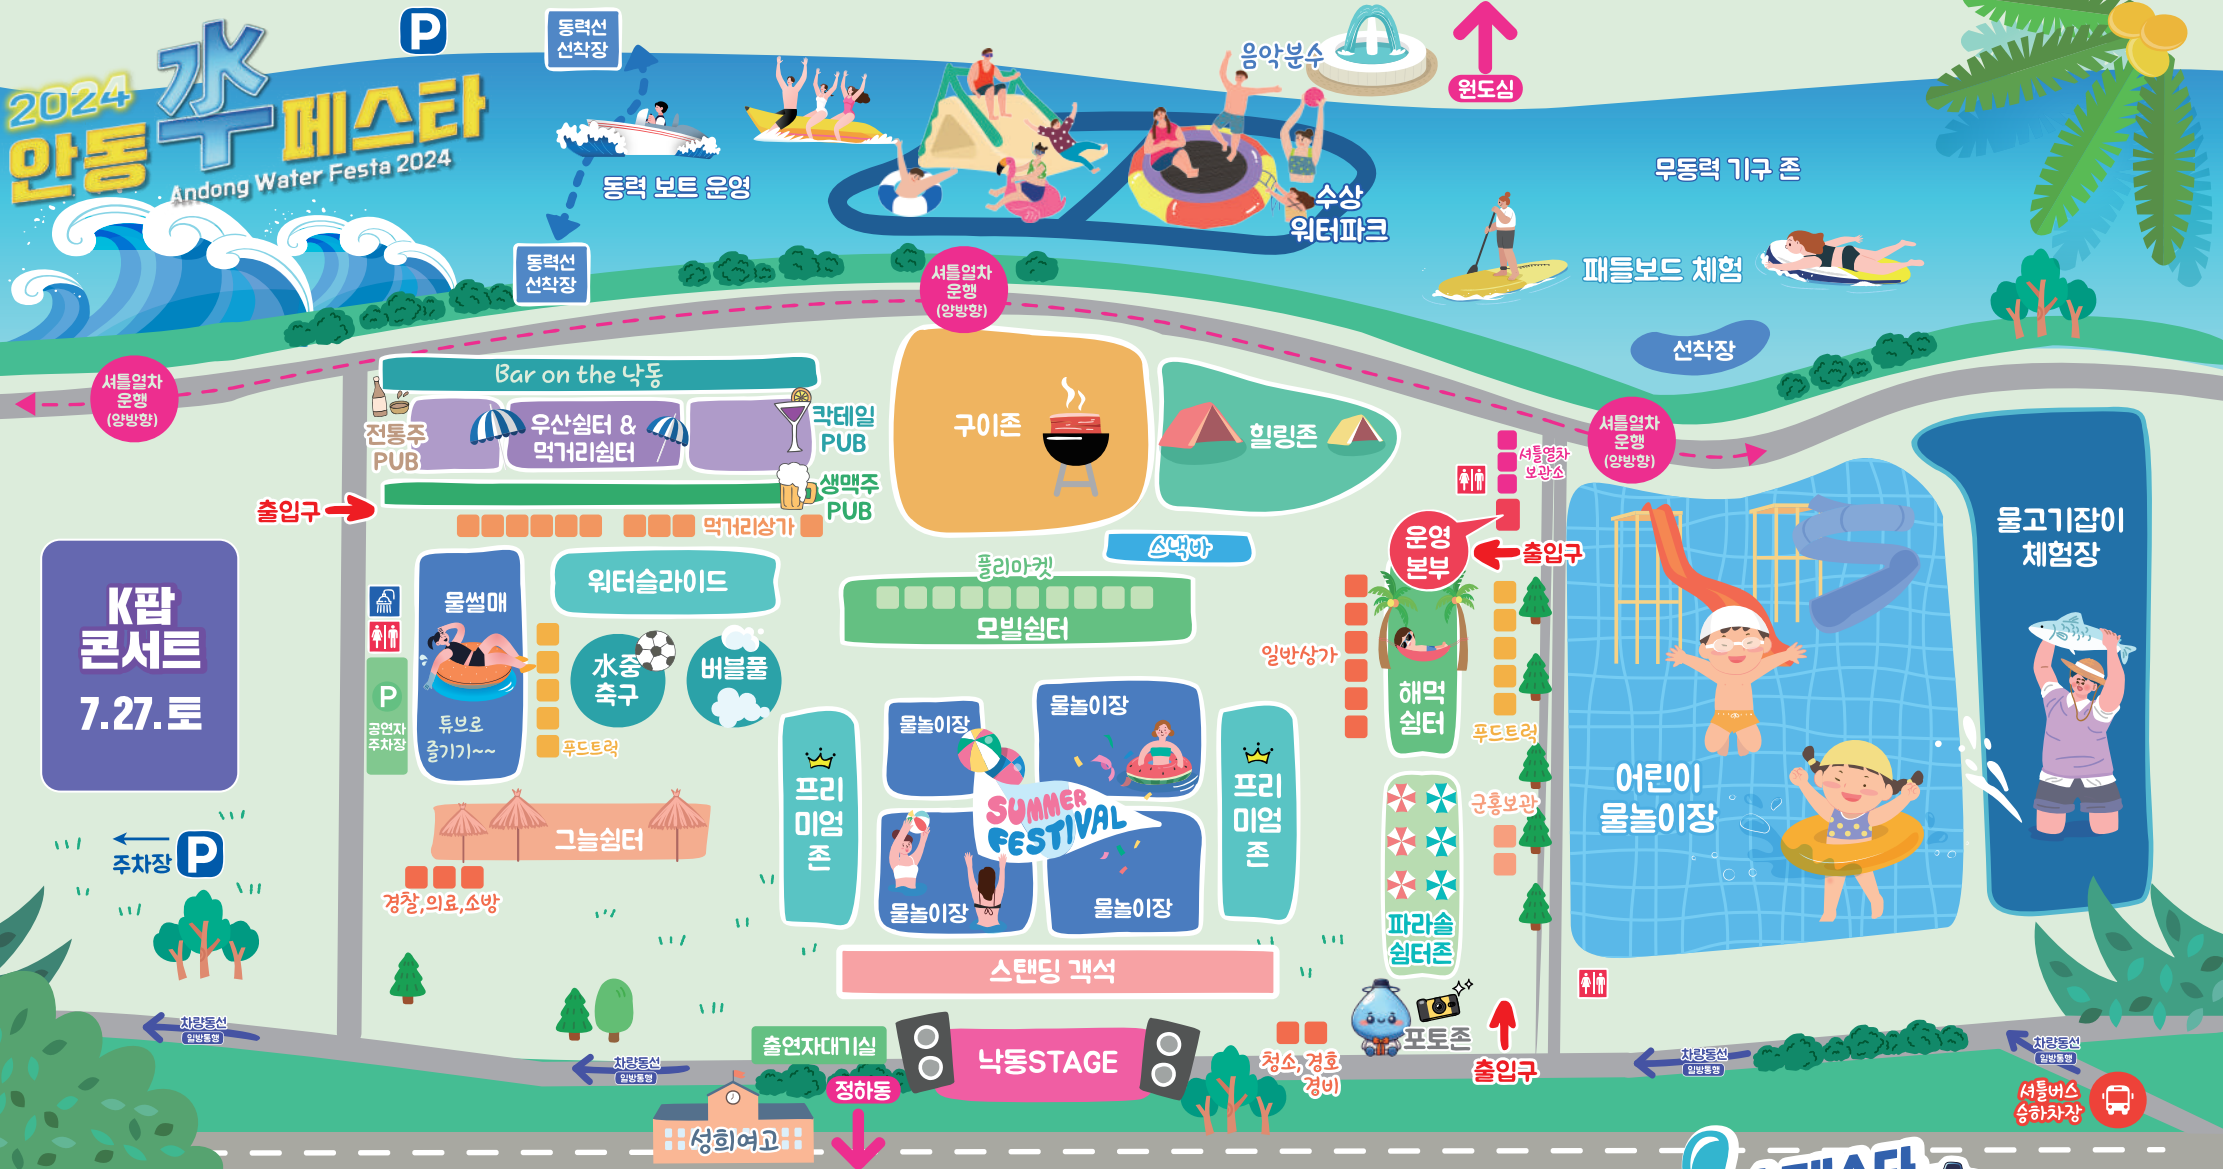 2024
안동 水 페스타
Andong Water Festa 2024
P
동력선
선착장
동력 보트 운영
동력선
선착장
음악분수
원도심
수상
워터파크
무동력 기구 존
패들보드 체험
선착장
셔틀열차
운행
(양방향)
셔틀열차
운행
(양방향)
셔틀열차
운행
(양방향)
Bar on the 낙동
전통주
PUB
우산쉼터 &
먹거리쉼터
칵테일
PUB
생맥주
PUB
출입구
먹거리상가
구이존
힐링존
셔틀열차
보관소
운영
본부
출입구
스낵바
K팝
콘서트
7.27.토
물썰매
튜브로
즐기기~~
워터슬라이드
水중
축구
버블풀
푸드트럭
P
공연자
주차장
플리마켓
모빌쉼터
일반상가
해먹
쉼터
푸드트럭
물고기잡이
체험장
어린이
물놀이장
프리
미엄
존
물놀이장
물놀이장
SUMMER
FESTIVAL
물놀이장
물놀이장
프리
미엄
존
군홍보관
파라솔
쉼터존
주차장 P
그늘쉼터
경찰,의료,소방
스탠딩 객석
차량동선
일방통행
차량동선
일방통행
출연자대기실
낙동STAGE
정하동
성희여고
청소, 경호
경비
포토존
출입구
차량동선
일방통행
차량동선
일방통행
셔틀버스
승하차장